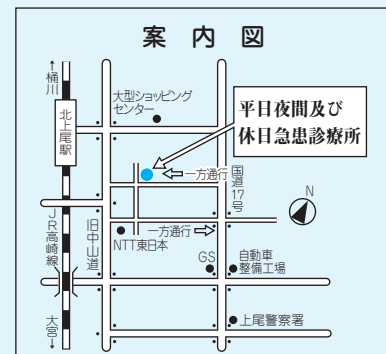 案内図
↑桶川
北上尾駅
大型ショッピング
センター
平日夜間及び
休日急患診療所
一方通行
国道17号
N
JR高崎線
旧中山道
一方通行
NTT東日本
GS
自動車
整備工場
大宮↓
上尾警察署